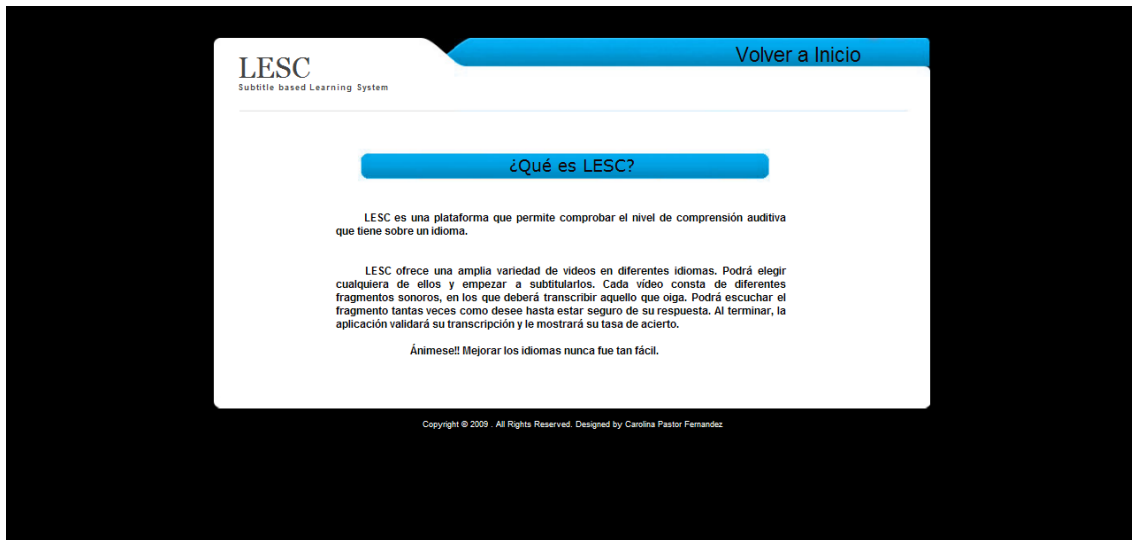 Volver a Inicio
LESC
Subtitle based Learning System
¿Qué es LESC?
LESC es una plataforma que permite comprobar el nivel de comprensión auditiva
que tiene sobre un idioma.
LESC ofrece una amplia variedad de videos en diferentes idiomas. Podrá elegir
cualquiera de ellos y empezar a subtitularlos. Cada vídeo consta de diferentes
fragmentos sonoros, en los que deberá transcribir aquello que oiga. Podrá escuchar el
fragmento tantas veces como desee hasta estar seguro de su respuesta. Al terminar, la
aplicación validará su transcripción y le mostrará su tasa de acierto.
Ánimese!! Mejorar los idiomas nunca fue tan fácil.
Copyright © 2009 . All Rights Reserved. Designed by Carolina Pastor Fernandez